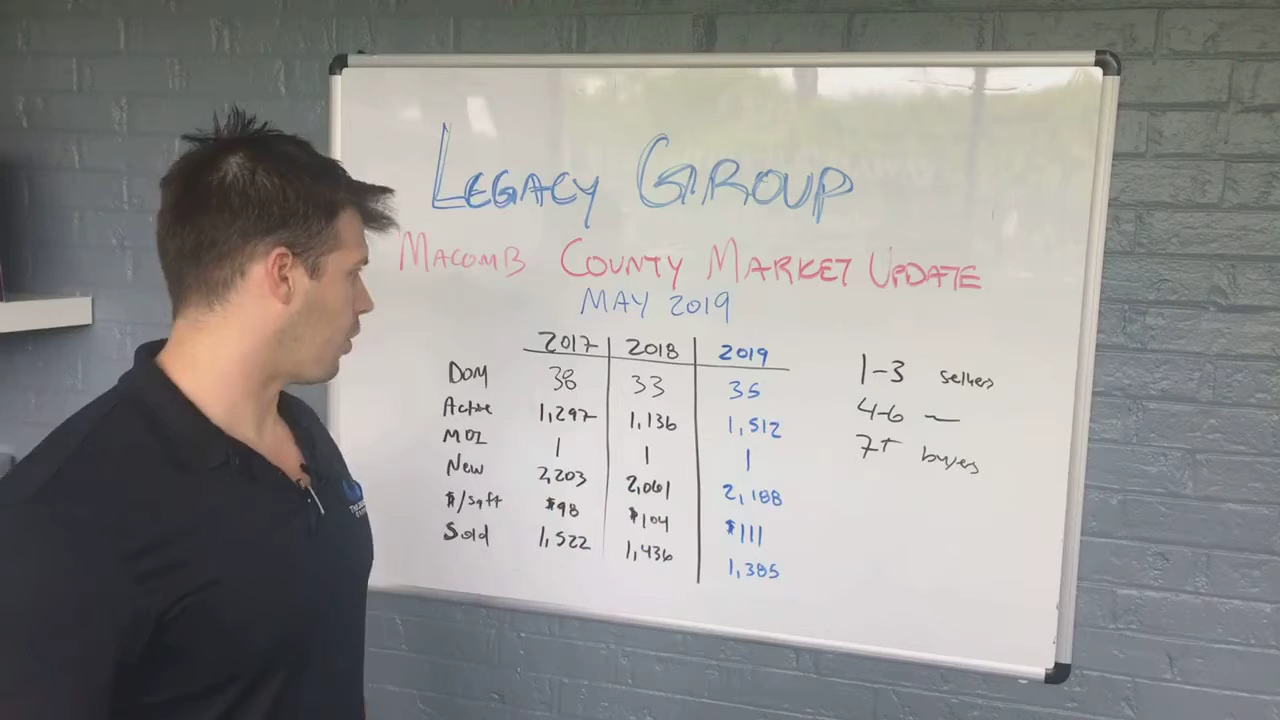 LEGACY GROUP
MACOMB COUNTY MARKET UPDATE
MAY 2019
2017 2018 2019
DOM 38 33 35
Active 1,297 1,136 1,512
MOI 1 1 1
New 2,203 2,061 2,188
$/sqft $98 $104 $111
Sold 1,522 1,436 1,385
1-3 sellers
4-6 —
7+ buyers